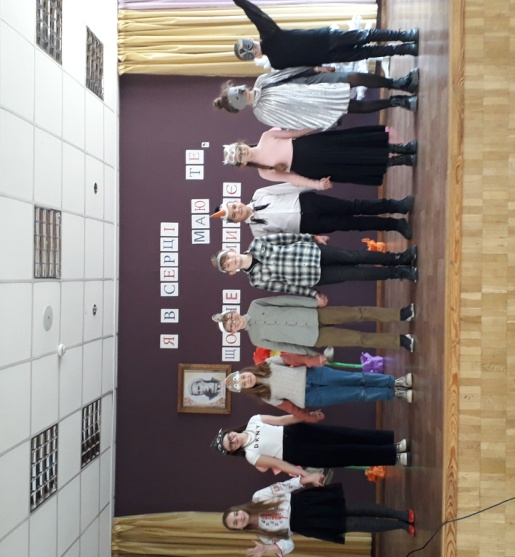 Я В СЕРЦІ
МАЮ ТЕ,
ЩО НЕ
DKNY